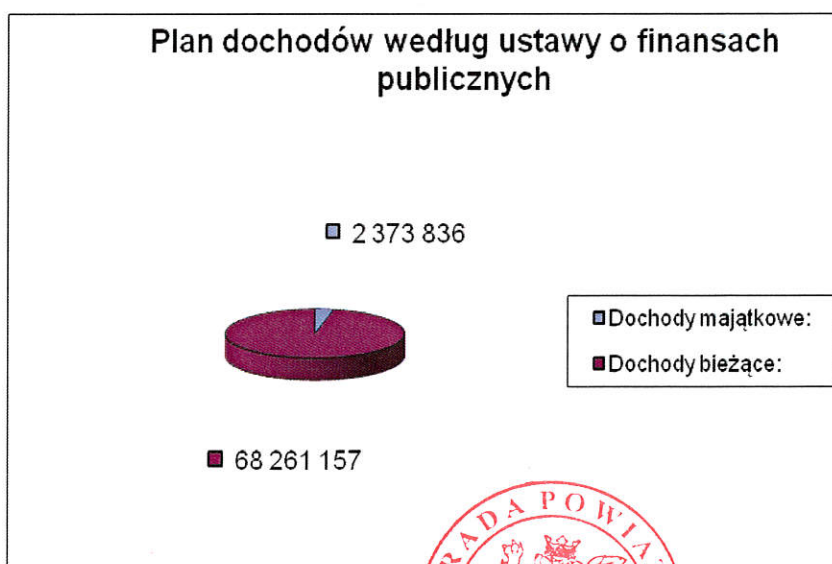 Plan dochodów według ustawy o finansach
publicznych
2 373 836
Dochody majątkowe:
Dochody bieżące:
68 261 157
RADA POWIA